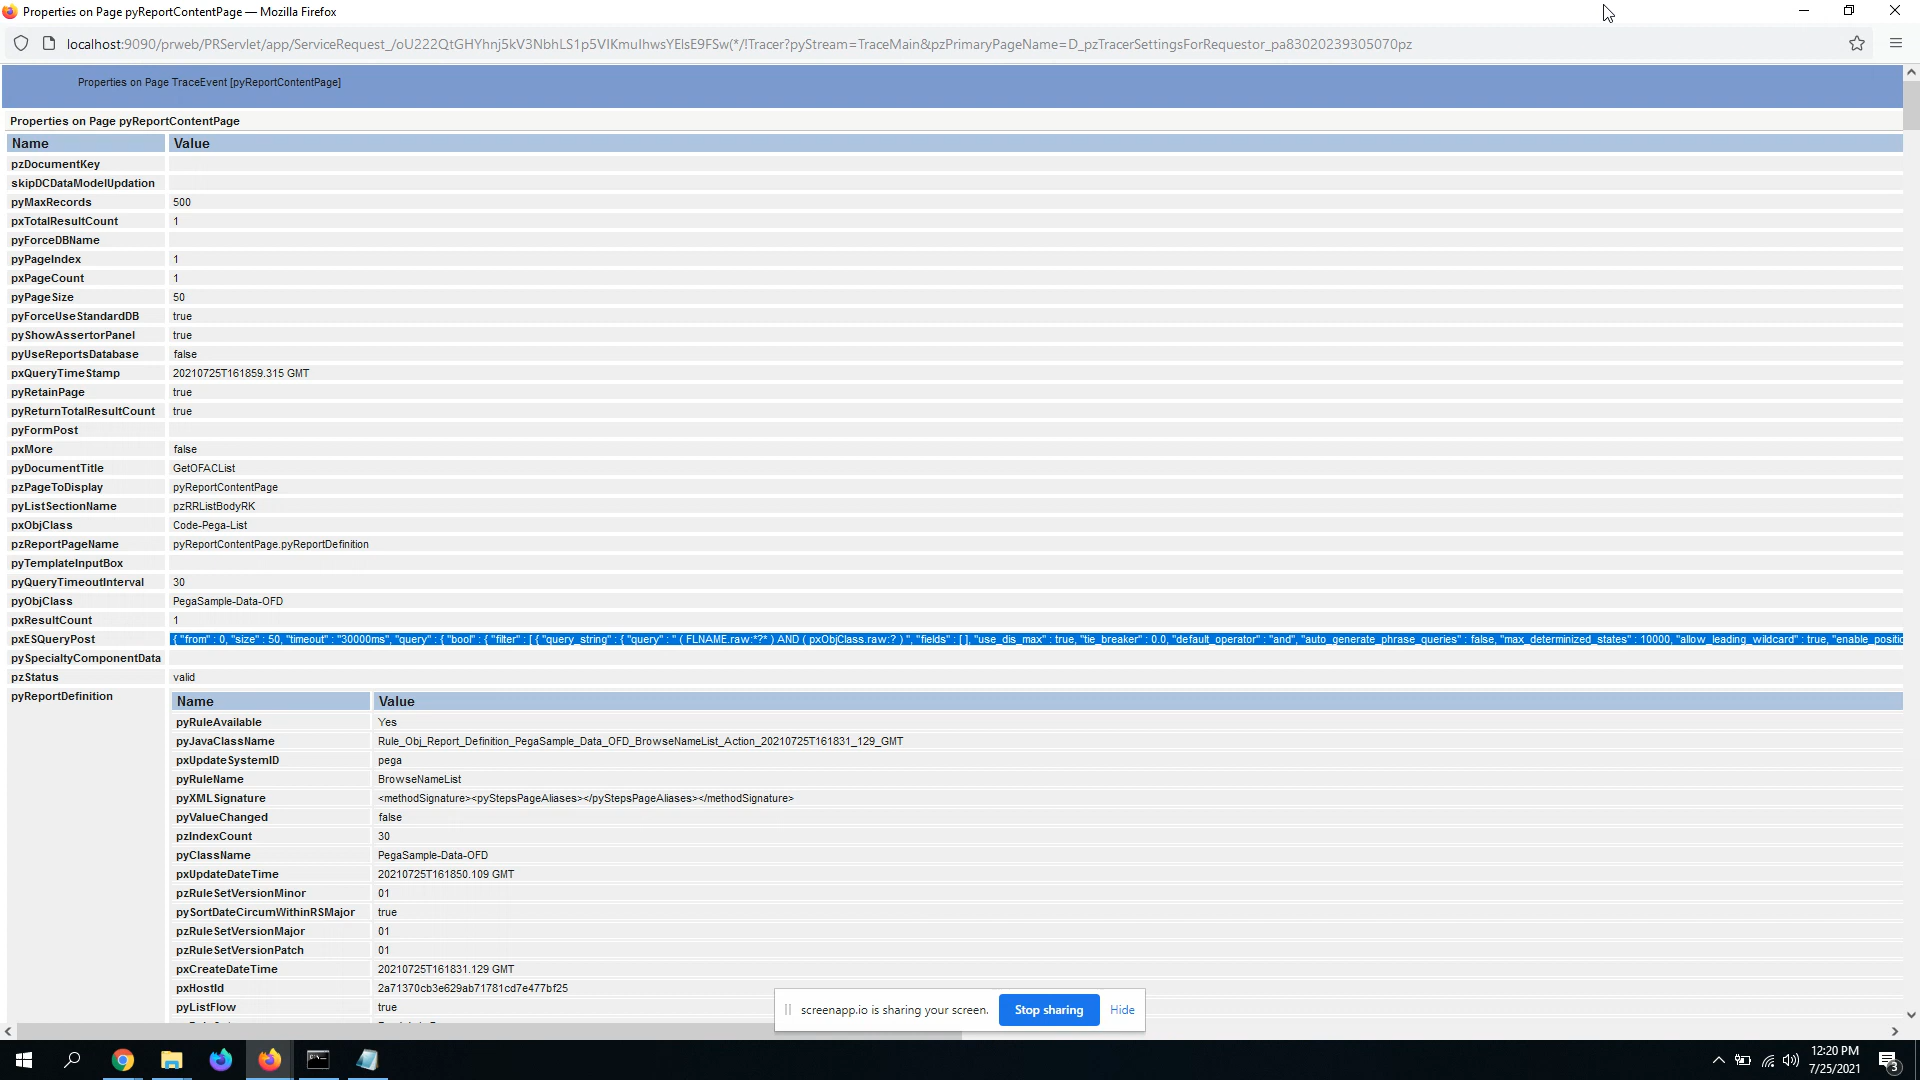 Properties on Page pyReportContentPage — Mozilla Firefox
localhost:9090/prweb/PRServlet/app/ServiceRequest_/oU222QtGHYhnj5kV3NbhLS1p5VIKmuIhwsYElsE9FSw(*/!Tracer?pyStream=TraceMain&pzPrimaryPageName=D_pzTracerSettingsForRequestor_pa83020239305070pz
Properties on Page TraceEvent [pyReportContentPage]
Properties on Page pyReportContentPage
Name Value
pzDocumentKey
skipDCDataModelUpdation
pyMaxRecords 500
pxTotalResultCount 1
pyForceDBName
pyPageIndex 1
pxPageCount 1
pyPageSize 50
pyForceUseStandardDB true
pyShowAssertorPanel true
pyUseReportsDatabase false
pxQueryTimeStamp 20210725T161859.315 GMT
pyRetainPage true
pyReturnTotalResultCount true
pyFormPost
pxMore false
pyDocumentTitle GetOFACList
pzPageToDisplay pyReportContentPage
pyListSectionName pzRRListBodyRK
pxObjClass Code-Pega-List
pzReportPageName pyReportContentPage.pyReportDefinition
pyTemplateInputBox
pyQueryTimeoutInterval 30
pyObjClass PegaSample-Data-OFD
pxResultCount 1
pxESQueryPost { "from" : 0, "size" : 50, "timeout" : "30000ms", "query" : { "bool" : { "filter" : [ { "query_string" : { "query" : " ( FLNAME.raw:*?* ) AND ( pxObjClass.raw:? ) ", "fields" : [ ], "use_dis_max" : true, "tie_breaker" : 0.0, "default_operator" : "and", "auto_generate_phrase_queries" : false, "max_determinized_states" : 10000, "allow_leading_wildcard" : true, "enable_positio
pySpecialtyComponentData
pzStatus valid
pyReportDefinition Name Value
pyRuleAvailable Yes
pyJavaClassName Rule_Obj_Report_Definition_PegaSample_Data_OFD_BrowseNameList_Action_20210725T161831_129_GMT
pxUpdateSystemID pega
pyRuleName BrowseNameList
pyXMLSignature <methodSignature><pyStepsPageAliases></pyStepsPageAliases></methodSignature>
pyValueChanged false
pzIndexCount 30
pyClassName PegaSample-Data-OFD
pxUpdateDateTime 20210725T161850.109 GMT
pzRuleSetVersionMinor 01
pySortDateCircumWithinRSMajor true
pzRuleSetVersionMajor 01
pzRuleSetVersionPatch 01
pxCreateDateTime 20210725T161831.129 GMT
pxHostId 2a71370cb3e629ab71781cd7e477bf25
pyListFlow true
screenapp.io is sharing your screen. Stop sharing Hide
12:20 PM
7/25/2021
3